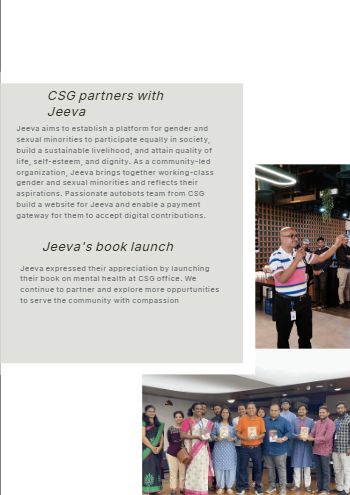 CSG partners with
Jeeva
Jeeva aims to establish a platform for gender and
sexual minorities to participate equally in society,
build a sustainable livelihood, and attain quality of
life, self-esteem, and dignity. As a community-led
organization, Jeeva brings together working-class
gender and sexual minorities and reflects their
aspirations. Passionate autobots team from CSG
build a website for Jeeva and enable a payment
gateway for them to accept digital contributions.
Jeeva's book launch
Jeeva expressed their appreciation by launching
their book on mental health at CSG office. We
continue to partner and explore more oppurtunities
to serve the community with compassion